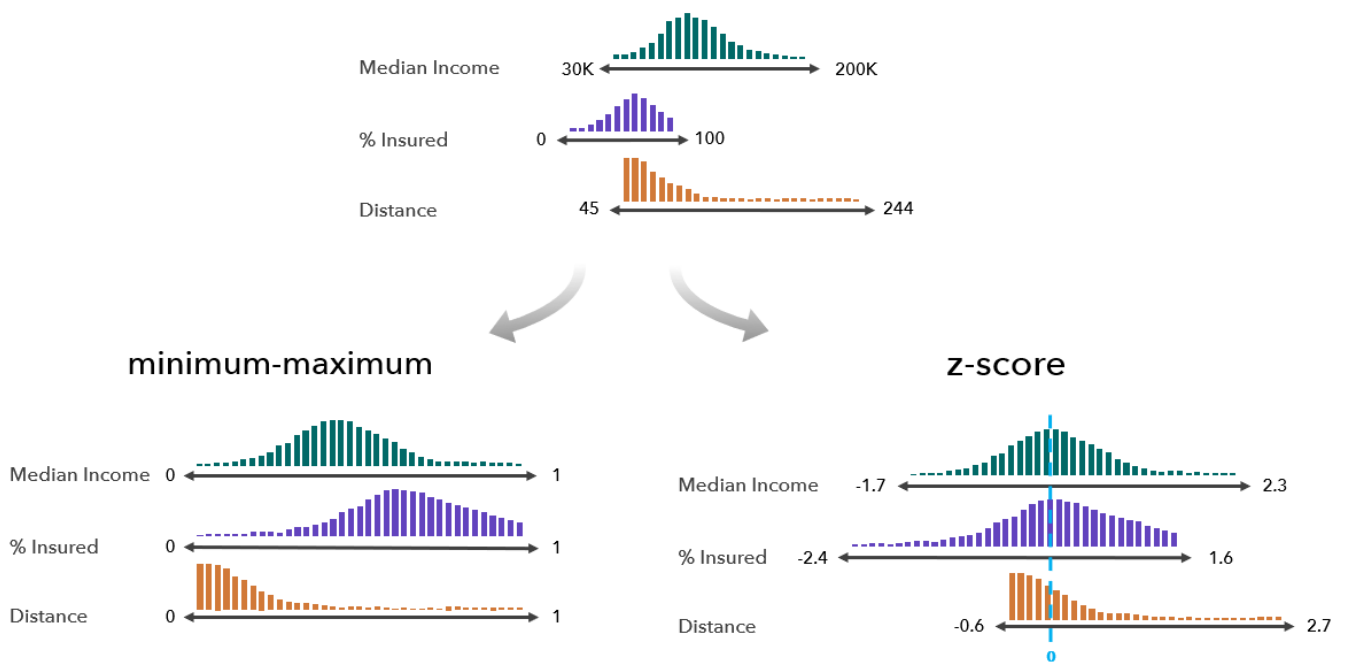 Median Income 30K 200K
% Insured 0 100
Distance 45 244
minimum-maximum
Median Income 0 1
% Insured 0 1
Distance 0 1
z-score
Median Income -1.7 2.3
% Insured -2.4 1.6
Distance -0.6 2.7
0